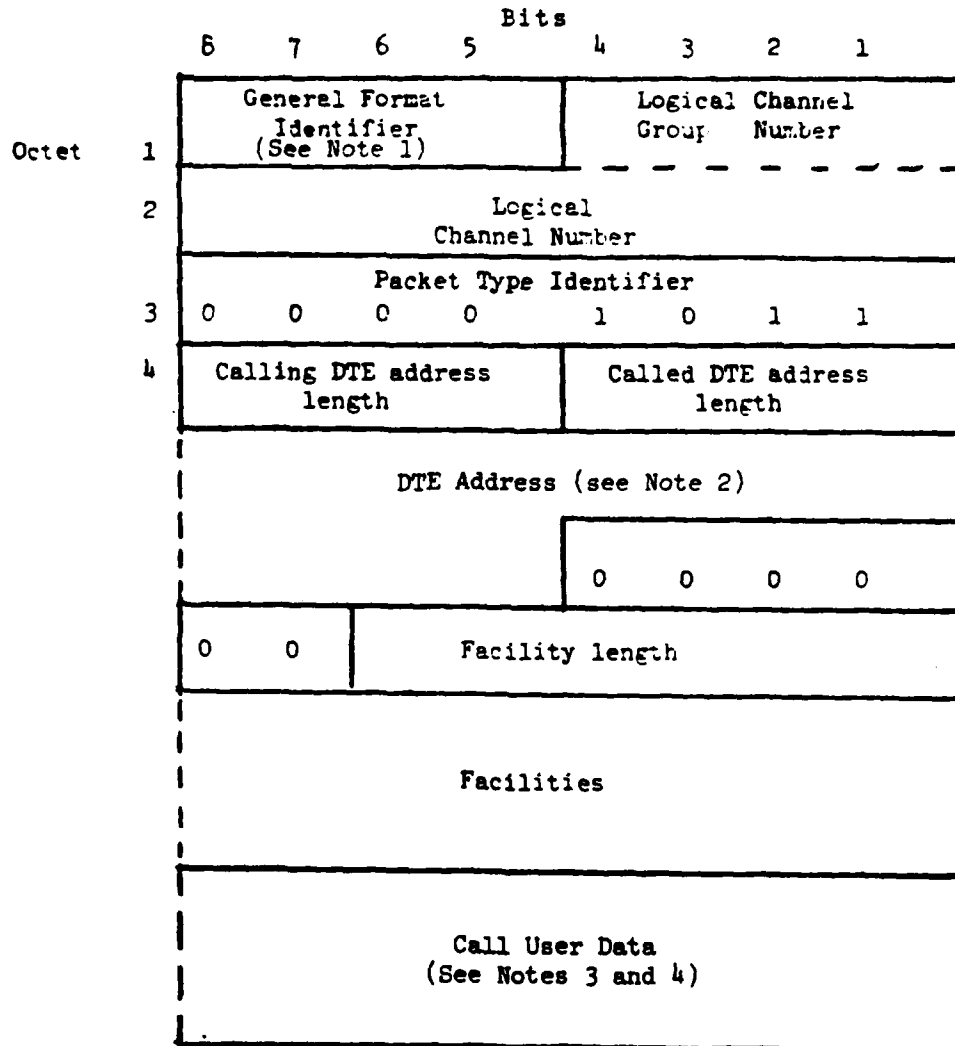 Bits
8 7 6 5 4 3 2 1
General Format Logical Channel
Identifier Group Number
Octet 1 (See Note 1)
2 Logical
Channel Number
Packet Type Identifier
3 0 0 0 0 1 0 1 1
4 Calling DTE address Called DTE address
length length
DTE Address (see Note 2)
0 0 0 0
0 0 Facility length
Facilities
Call User Data
(See Notes 3 and 4)